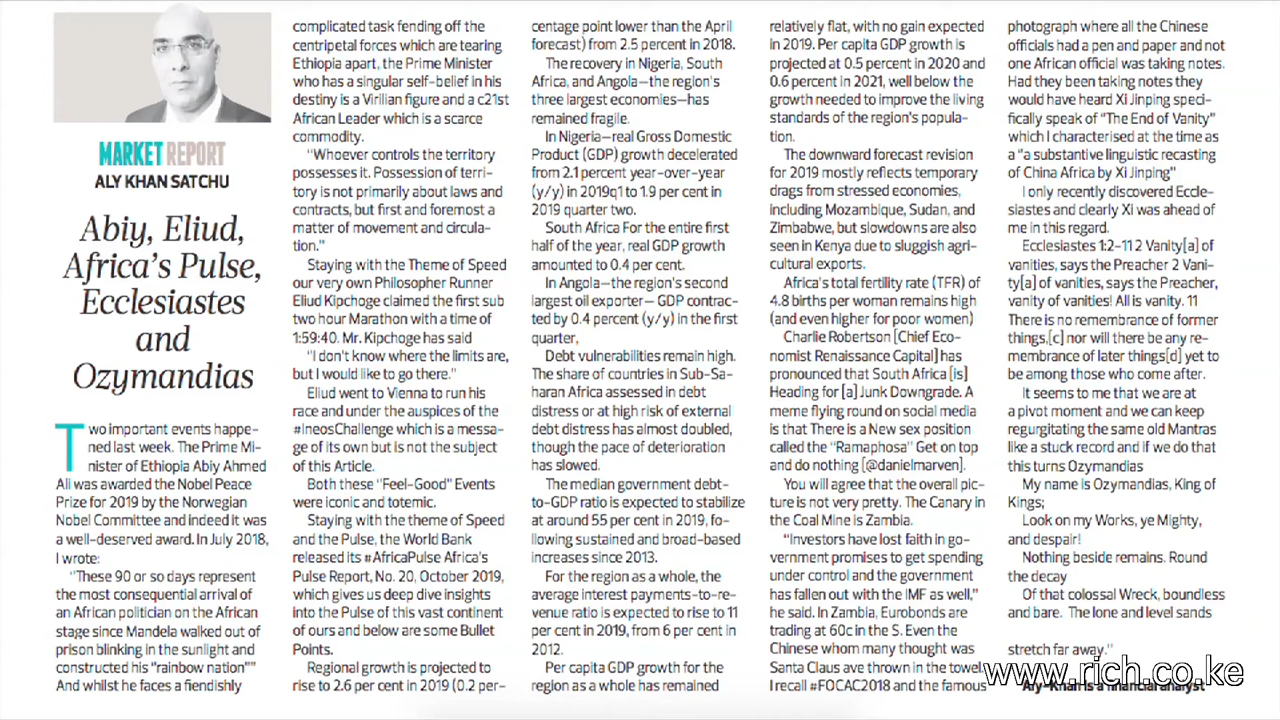 MARKET REPORT
ALY KHAN SATCHU
Abiy, Eliud,
Africa's Pulse,
Ecclesiastes
and
Ozymandias
Two important events happe-
ned last week. The Prime Mi-
nister of Ethiopia Abiy Ahmed
Ali was awarded the Nobel Peace
Prize for 2019 by the Norwegian
Nobel Committee and indeed it was
a well-deserved award. In July 2018,
I wrote:
"These 90 or so days represent
the most consequential arrival of
an African politician on the African
stage since Mandela walked out of
prison blinking in the sunlight and
constructed his "rainbow nation""
And whilst he faces a fiendishly
complicated task fending off the
centripetal forces which are tearing
Ethiopia apart, the Prime Minister
who has a singular self-belief in his
destiny is a Virilian figure and a c21st
African Leader which is a scarce
commodity.
"Whoever controls the territory
possesses it. Possession of terri-
tory is not primarily about laws and
contracts, but first and foremost a
matter of movement and circula-
tion."
Staying with the Theme of Speed
our very own Philosopher Runner
Eliud Kipchoge claimed the first sub
two hour Marathon with a time of
1:59:40. Mr. Kipchoge has said
"I don't know where the limits are,
but I would like to go there."
Eliud went to Vienna to run his
race and under the auspices of the
#IneosChallenge which is a messa-
ge of its own but is not the subject
of this Article.
Both these "Feel-Good" Events
were iconic and totemic.
Staying with the theme of Speed
and the Pulse, the World Bank
released its #AfricaPulse Africa's
Pulse Report, No. 20, October 2019,
which gives us deep dive insights
into the Pulse of this vast continent
of ours and below are some Bullet
Points.
Regional growth is projected to
rise to 2.6 per cent in 2019 (0.2 per-
centage point lower than the April
forecast) from 2.5 percent in 2018.
The recovery in Nigeria, South
Africa, and Angola—the region's
three largest economies—has
remained fragile.
In Nigeria—real Gross Domestic
Product (GDP) growth decelerated
from 2.1 percent year-over-year
(y/y) in 2019q1 to 1.9 per cent in
2019 quarter two.
South Africa For the entire first
half of the year, real GDP growth
amounted to 0.4 per cent.
In Angola—the region's second
largest oil exporter— GDP contrac-
ted by 0.4 percent (y/y) in the first
quarter,
Debt vulnerabilities remain high.
The share of countries in Sub-Sa-
haran Africa assessed in debt
distress or at high risk of external
debt distress has almost doubled,
though the pace of deterioration
has slowed.
The median government debt-
to-GDP ratio is expected to stabilize
at around 55 per cent in 2019, fo-
llowing sustained and broad-based
increases since 2013.
For the region as a whole, the
average interest payments-to-re-
venue ratio is expected to rise to 11
per cent in 2019, from 6 per cent in
2012.
Per capita GDP growth for the
region as a whole has remained
relatively flat, with no gain expected
in 2019. Per capita GDP growth is
projected at 0.5 percent in 2020 and
0.6 percent in 2021, well below the
growth needed to improve the living
standards of the region's popula-
tion.
The downward forecast revision
for 2019 mostly reflects temporary
drags from stressed economies,
including Mozambique, Sudan, and
Zimbabwe, but slowdowns are also
seen in Kenya due to sluggish agri-
cultural exports.
Africa's total fertility rate (TFR) of
4.8 births per woman remains high
(and even higher for poor women)
Charlie Robertson [Chief Eco-
nomist Renaissance Capital] has
pronounced that South Africa [is]
Heading for [a] Junk Downgrade. A
meme flying round on social media
is that There is a New sex position
called the "Ramaphosa" Get on top
and do nothing [@danielmarven].
You will agree that the overall pic-
ture is not very pretty. The Canary in
the Coal Mine is Zambia.
"Investors have lost faith in go-
vernment promises to get spending
under control and the government
has fallen out with the IMF as well,"
he said. In Zambia, Eurobonds are
trading at 60c in the S. Even the
Chinese whom many thought was
Santa Claus ave thrown in the towel
I recall #FOCAC2018 and the famous
photograph where all the Chinese
officials had a pen and paper and not
one African official was taking notes.
Had they been taking notes they
would have heard Xi Jinping speci-
fically speak of "The End of Vanity"
which I characterised at the time as
a "a substantive linguistic recasting
of China Africa by Xi Jinping"
I only recently discovered Eccle-
siastes and clearly Xi was ahead of
me in this regard.
Ecclesiastes 1:2-11 2 Vanity[a] of
vanities, says the Preacher 2 Vani-
ty[a] of vanities, says the Preacher,
vanity of vanities! All is vanity. 11
There is no remembrance of former
things,[c] nor will there be any re-
membrance of later things[d] yet to
be among those who come after.
It seems to me that we are at
a pivot moment and we can keep
regurgitating the same old Mantras
like a stuck record and if we do that
this turns Ozymandias
My name is Ozymandias, King of
Kings;
Look on my Works, ye Mighty,
and despair!
Nothing beside remains. Round
the decay
Of that colossal Wreck, boundless
and bare. The lone and level sands
stretch far away."
www.rich.co.ke
Aly-Khan is a financial analyst